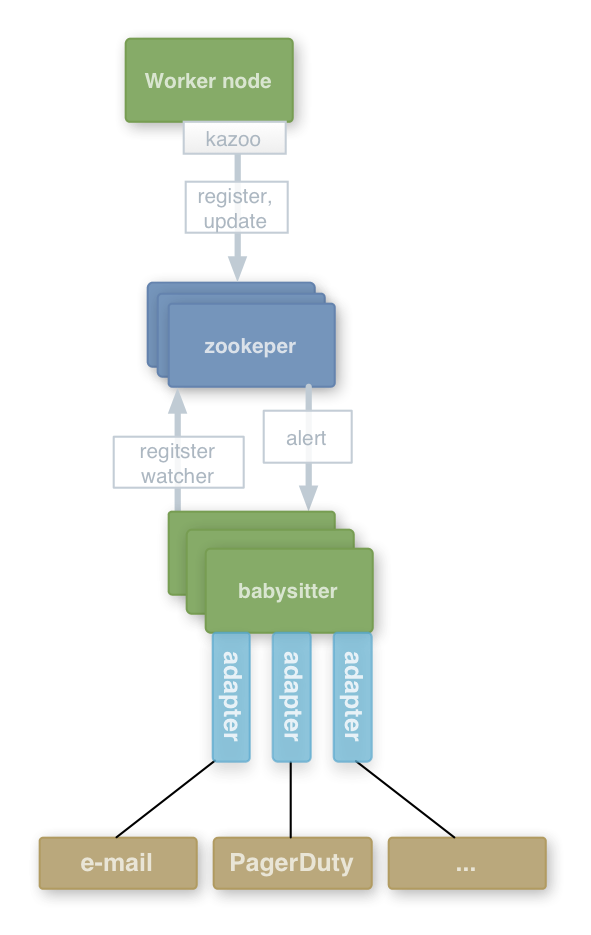 Worker node
kazoo
register,
update
zookeper
alert
regitster
watcher
babysitter
adapter
adapter
adapter
e-mail
PagerDuty
...